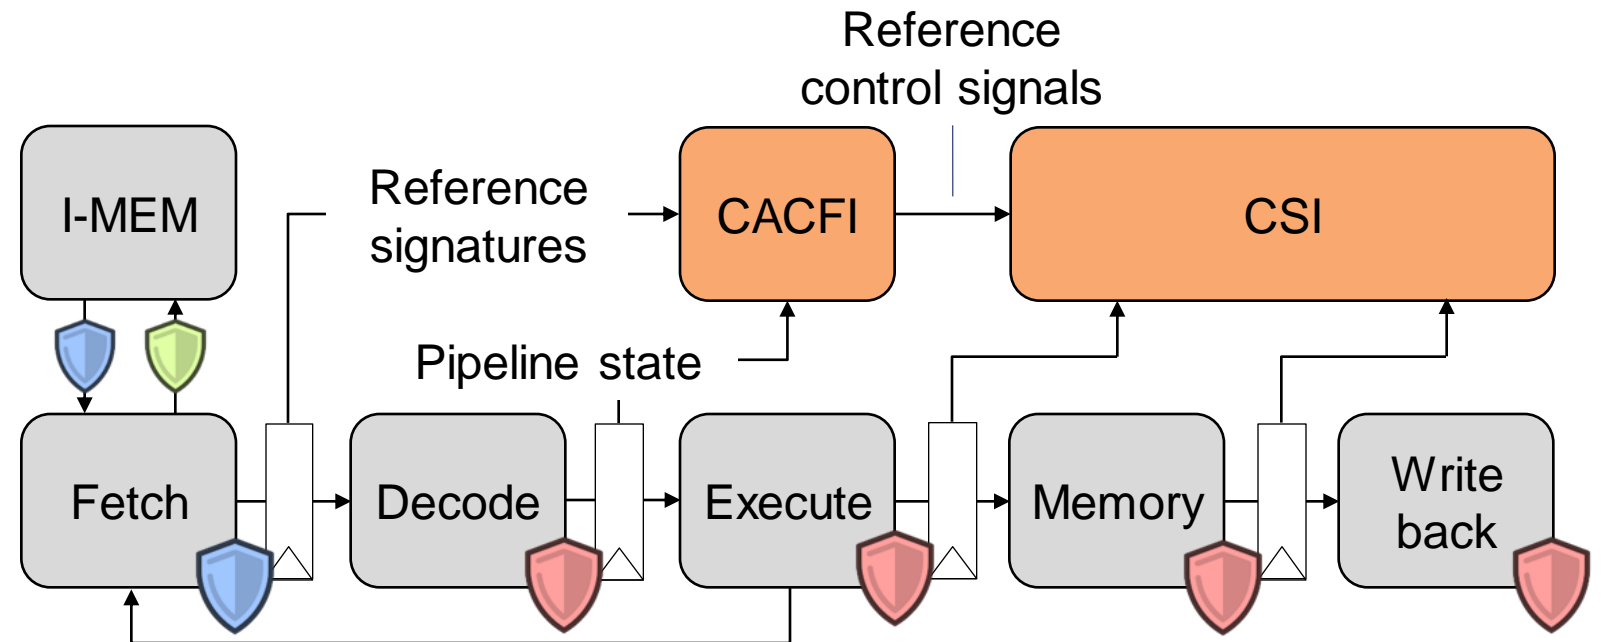 Reference
control signals
I-MEM
Reference
signatures
CACFI
CSI
Pipeline state
Fetch
Decode
Execute
Memory
Write
back